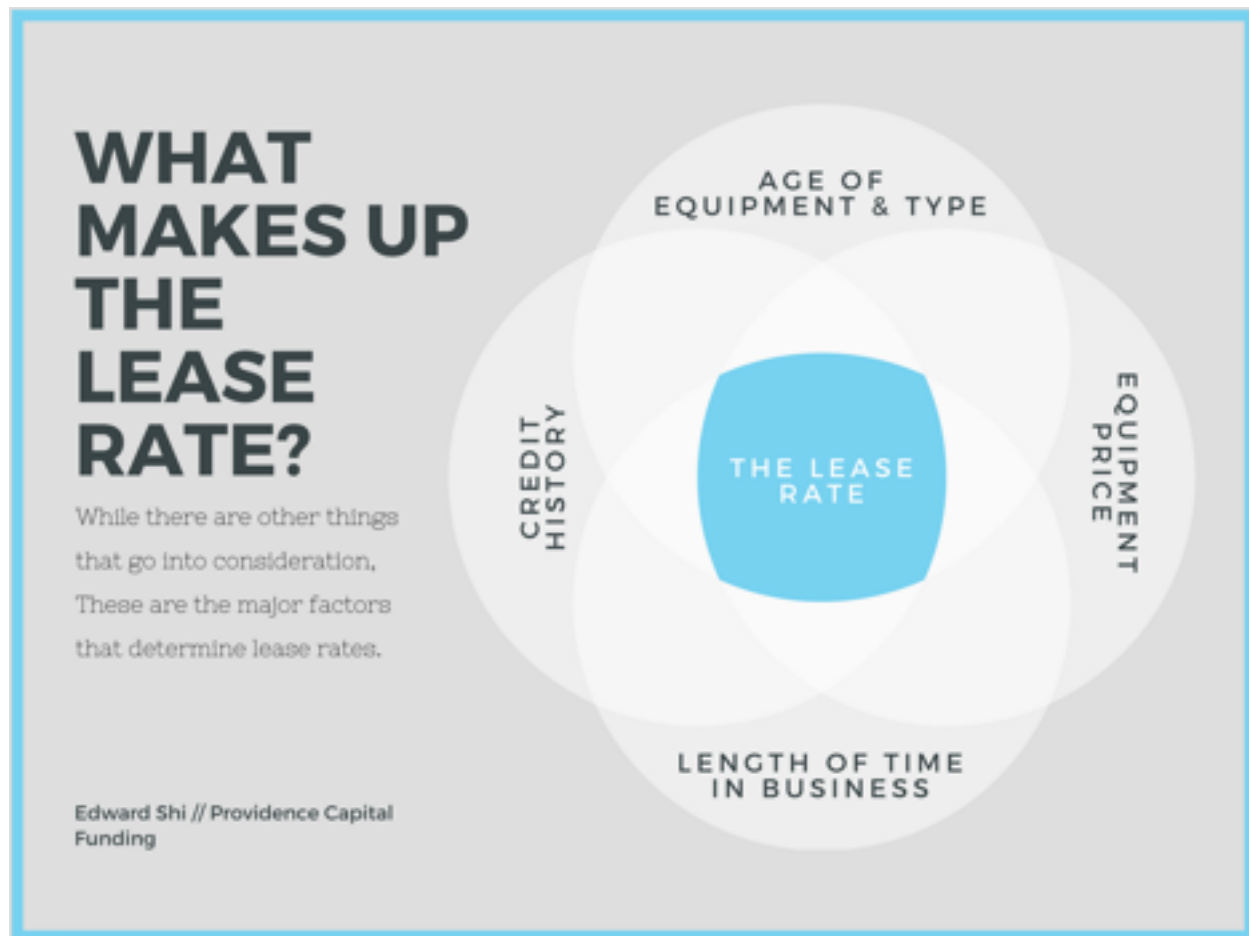 WHAT
MAKES UP
THE
LEASE
RATE?
While there are other things
that go into consideration,
These are the major factors
that determine lease rates.
Edward Shi // Providence Capital
Funding
AGE OF
EQUIPMENT & TYPE
CREDIT
HISTORY
THE LEASE
RATE
EQUIPMENT
PRICE
LENGTH OF TIME
IN BUSINESS